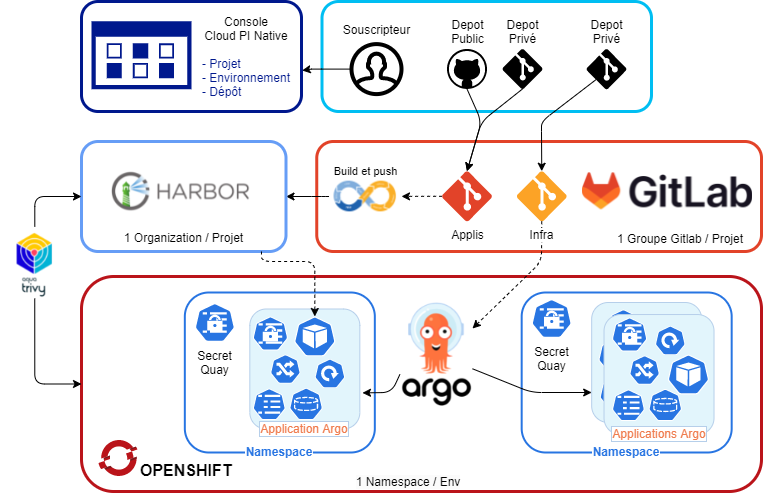 Console
Cloud PI Native
- Projet
- Environnement
- Dépôt
Souscripteur
Depot
Public
Depot
Privé
Depot
Privé
HARBOR
1 Organization / Projet
Build et push
Applis
Infra
GitLab
1 Groupe Gitlab / Projet
aqua
trivy
Secret
Quay
Application Argo
Namespace
argo
Secret
Quay
Applications Argo
Namespace
OPENSHIFT
1 Namespace / Env